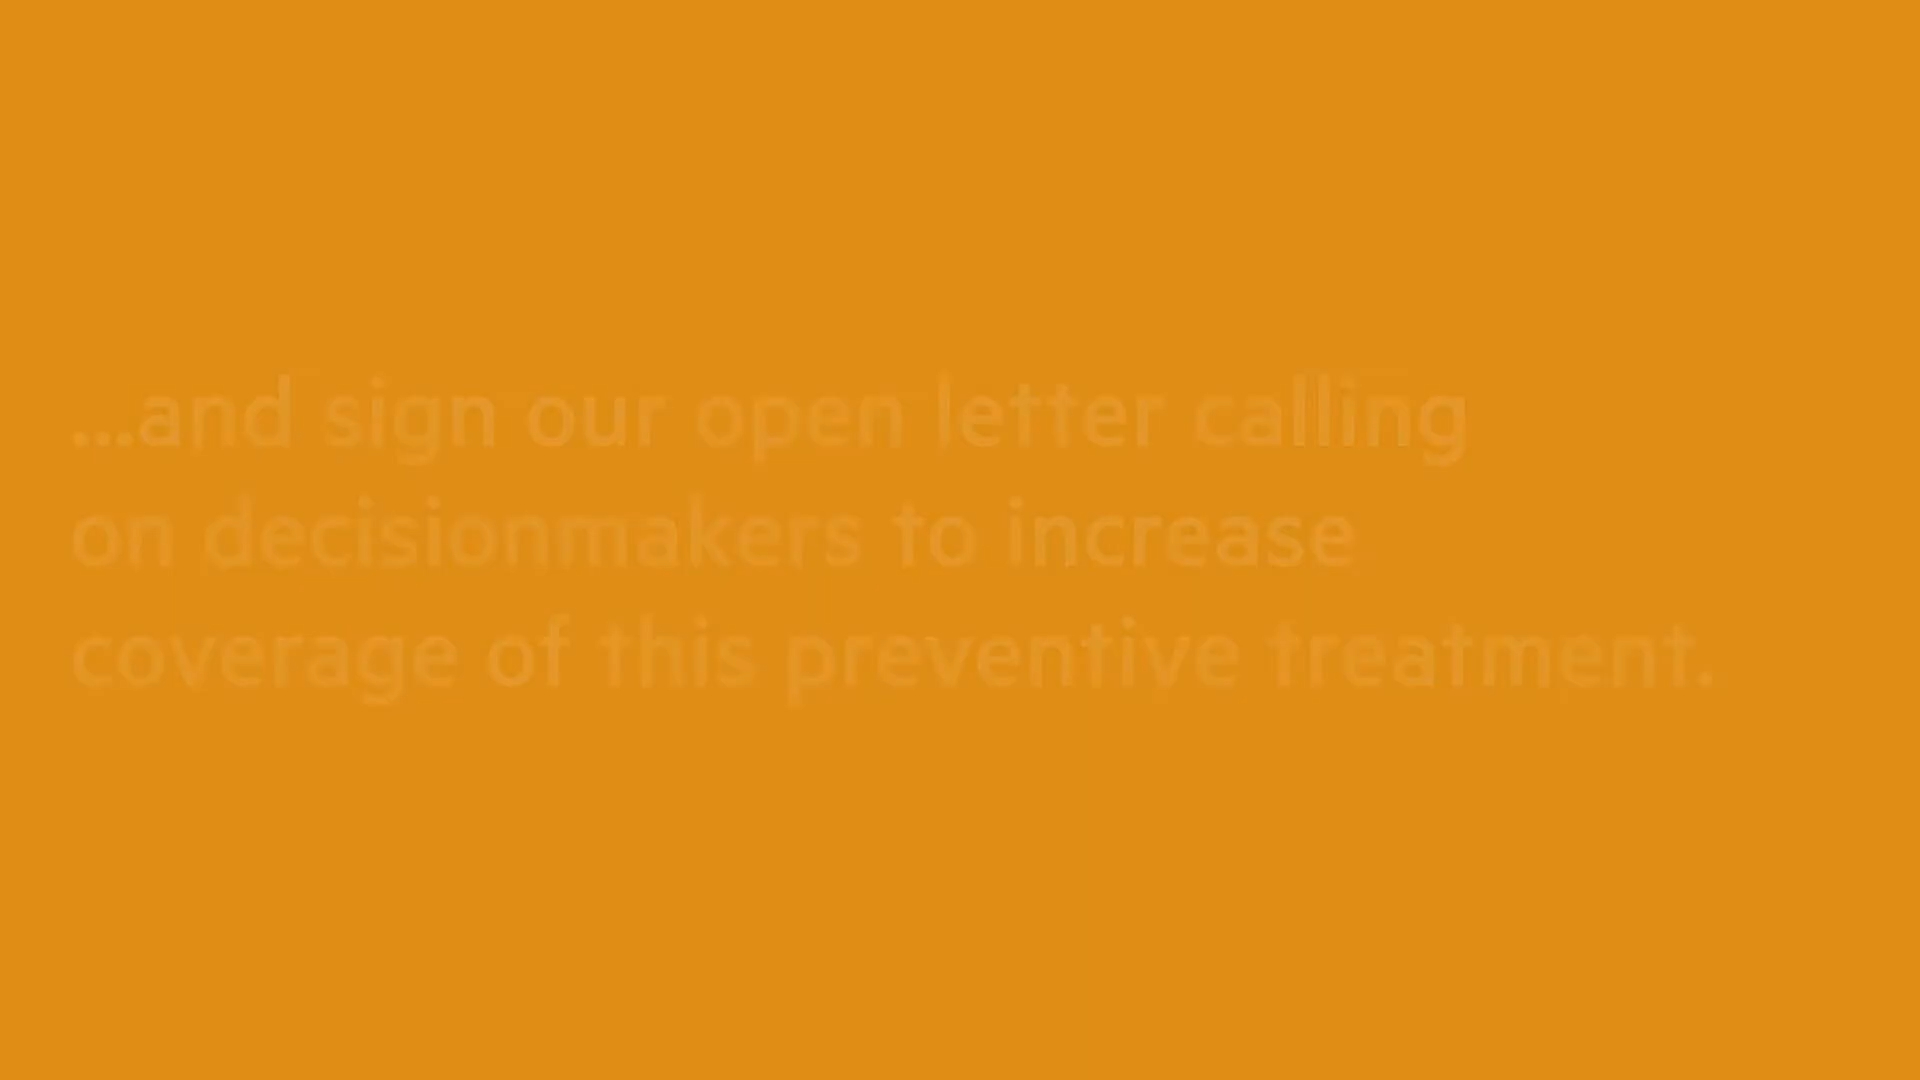 ...and sign our open letter calling
on decisionmakers to increase
coverage of this preventive treatment.